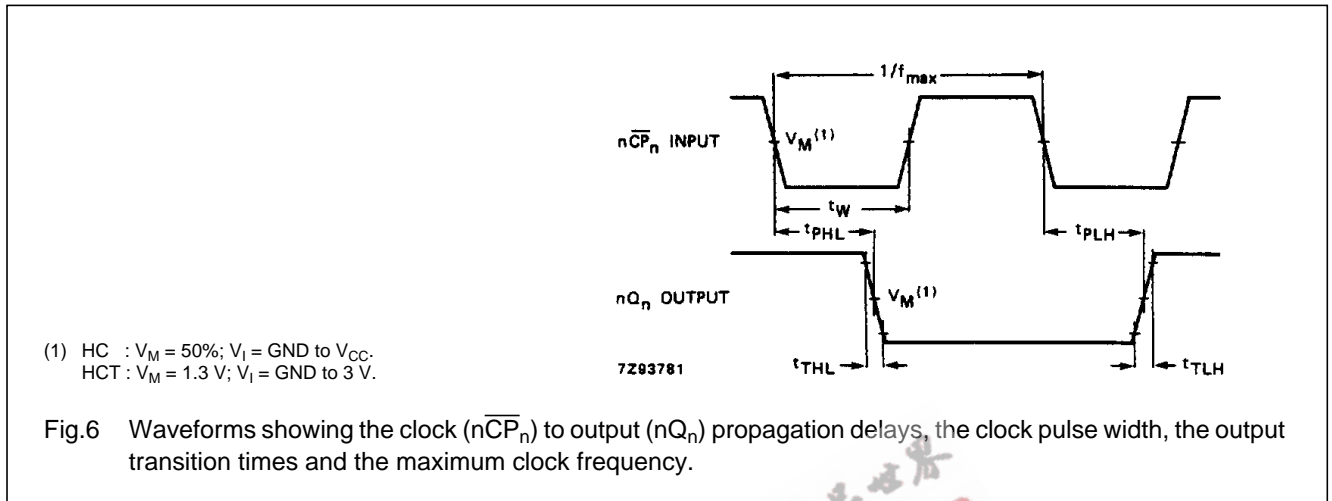 1/fmax
nC̅P̅n INPUT
VM(1)
tW
tPHL
tPLH
nQn OUTPUT
VM(1)
(1) HC : VM = 50%; VI = GND to VCC.
HCT : VM = 1.3 V; VI = GND to 3 V.
7Z93781
tTHL
tTLH
Fig.6 Waveforms showing the clock (nC̅P̅n) to output (nQn) propagation delays, the clock pulse width, the output
transition times and the maximum clock frequency.